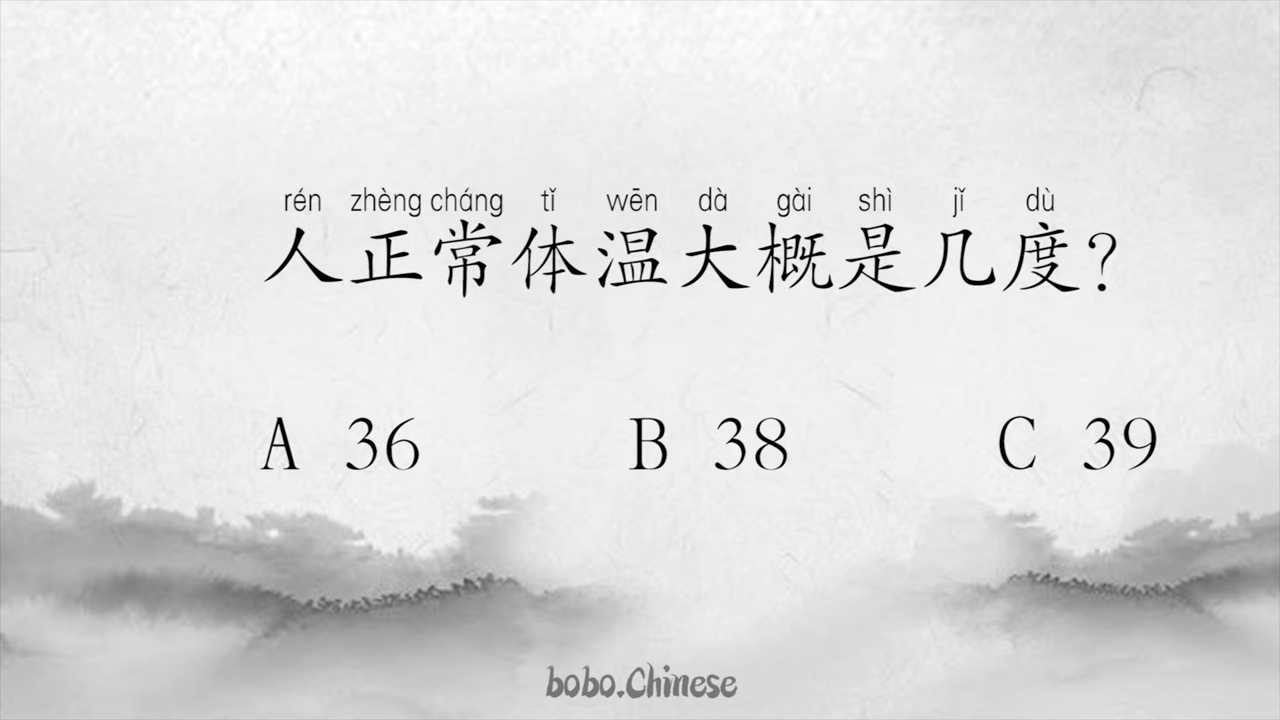 rén zhèng cháng tǐ wēn dà gài shì jǐ dù
人正常体温大概是几度？
A 36 B 38 C 39
bobo.Chinese